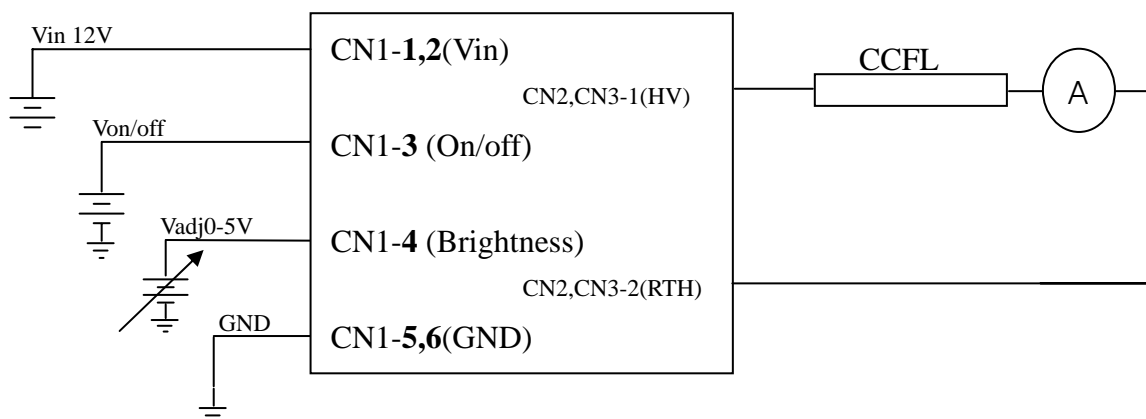 Vin 12V
CN1-1,2(Vin)
CCFL
CN2,CN3-1(HV)
A
Von/off
CN1-3 (On/off)
Vadj0-5V
CN1-4 (Brightness)
CN2,CN3-2(RTH)
GND
CN1-5,6(GND)